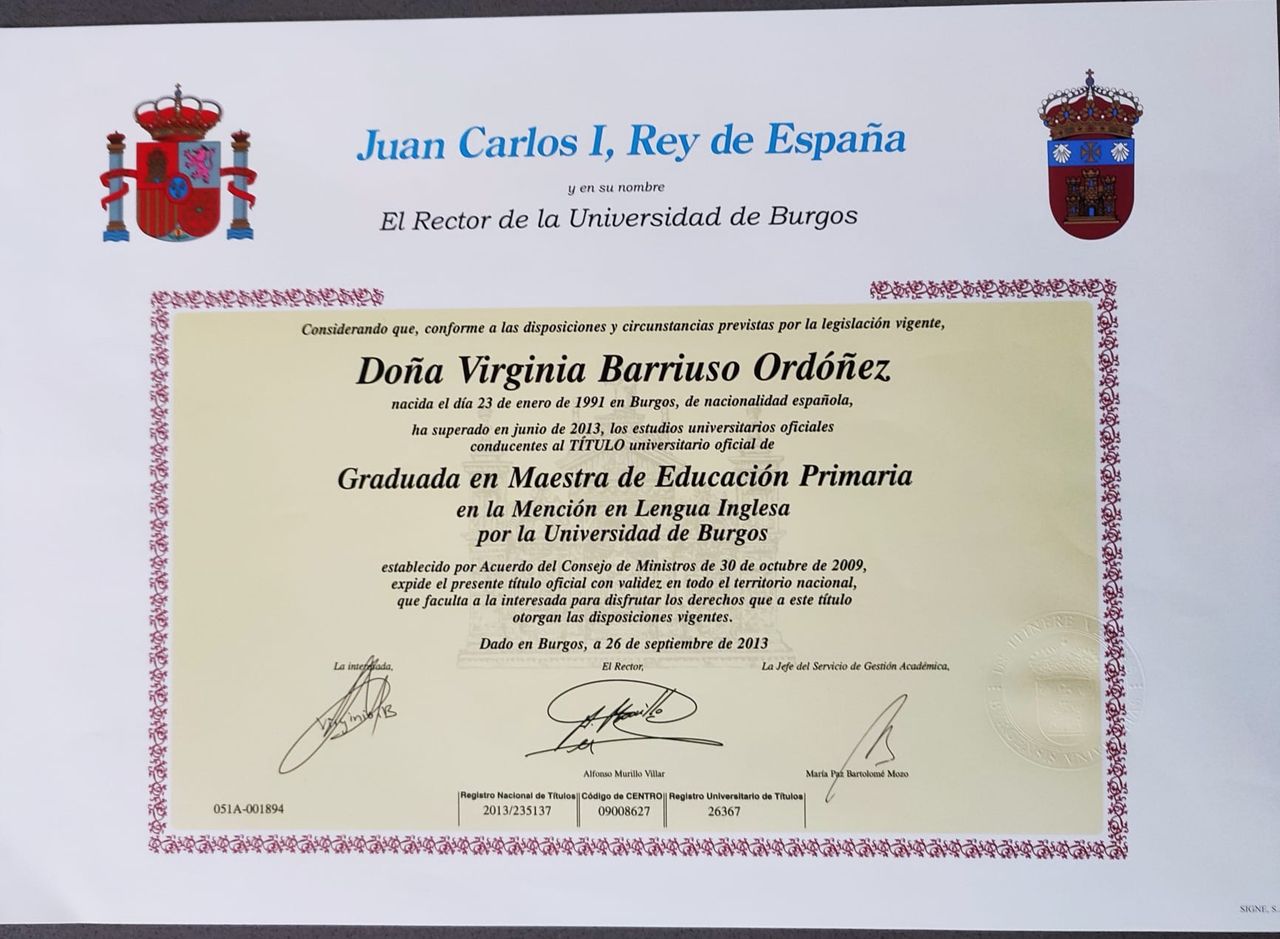 Juan Carlos I, Rey de España
y en su nombre
El Rector de la Universidad de Burgos
Considerando que, conforme a las disposiciones y circunstancias previstas por la legislación vigente,
Doña Virginia Barriuso Ordóñez
nacida el día 23 de enero de 1991 en Burgos, de nacionalidad española,
ha superado en junio de 2013, los estudios universitarios oficiales
conducentes al TÍTULO universitario oficial de
Graduada en Maestra de Educación Primaria
en la Mención en Lengua Inglesa
por la Universidad de Burgos
establecido por Acuerdo del Consejo de Ministros de 30 de octubre de 2009,
expide el presente título oficial con validez en todo el territorio nacional,
que faculta a la interesada para disfrutar los derechos que a este título
otorgan las disposiciones vigentes.
Dado en Burgos, a 26 de septiembre de 2013
La interesada, El Rector, La Jefe del Servicio de Gestión Académica,
Virginia B
A. Murillo
Alfonso Murillo Villar María Paz Bartolomé Mozo
Registro Nacional de Títulos Código de CENTRO Registro Universitario de Títulos
051A-001894 2013/235137 09008627 26367
SIGNE, S.